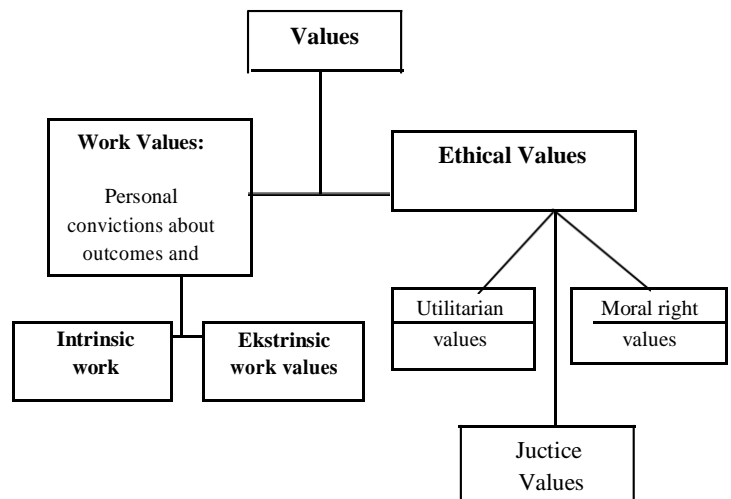 Values
Work Values:
Personal
convictions about
outcomes and
Ethical Values
Utilitarian
values
Moral right
values
Intrinsic
work
Ekstrinsic
work values
Juctice
Values